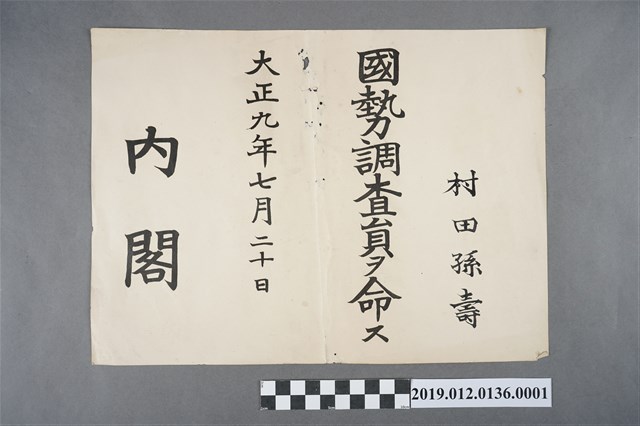 村田孫壽
國勢調査員ヲ命ス
大正九年七月二十日
内閣
2019.012.0136.0001